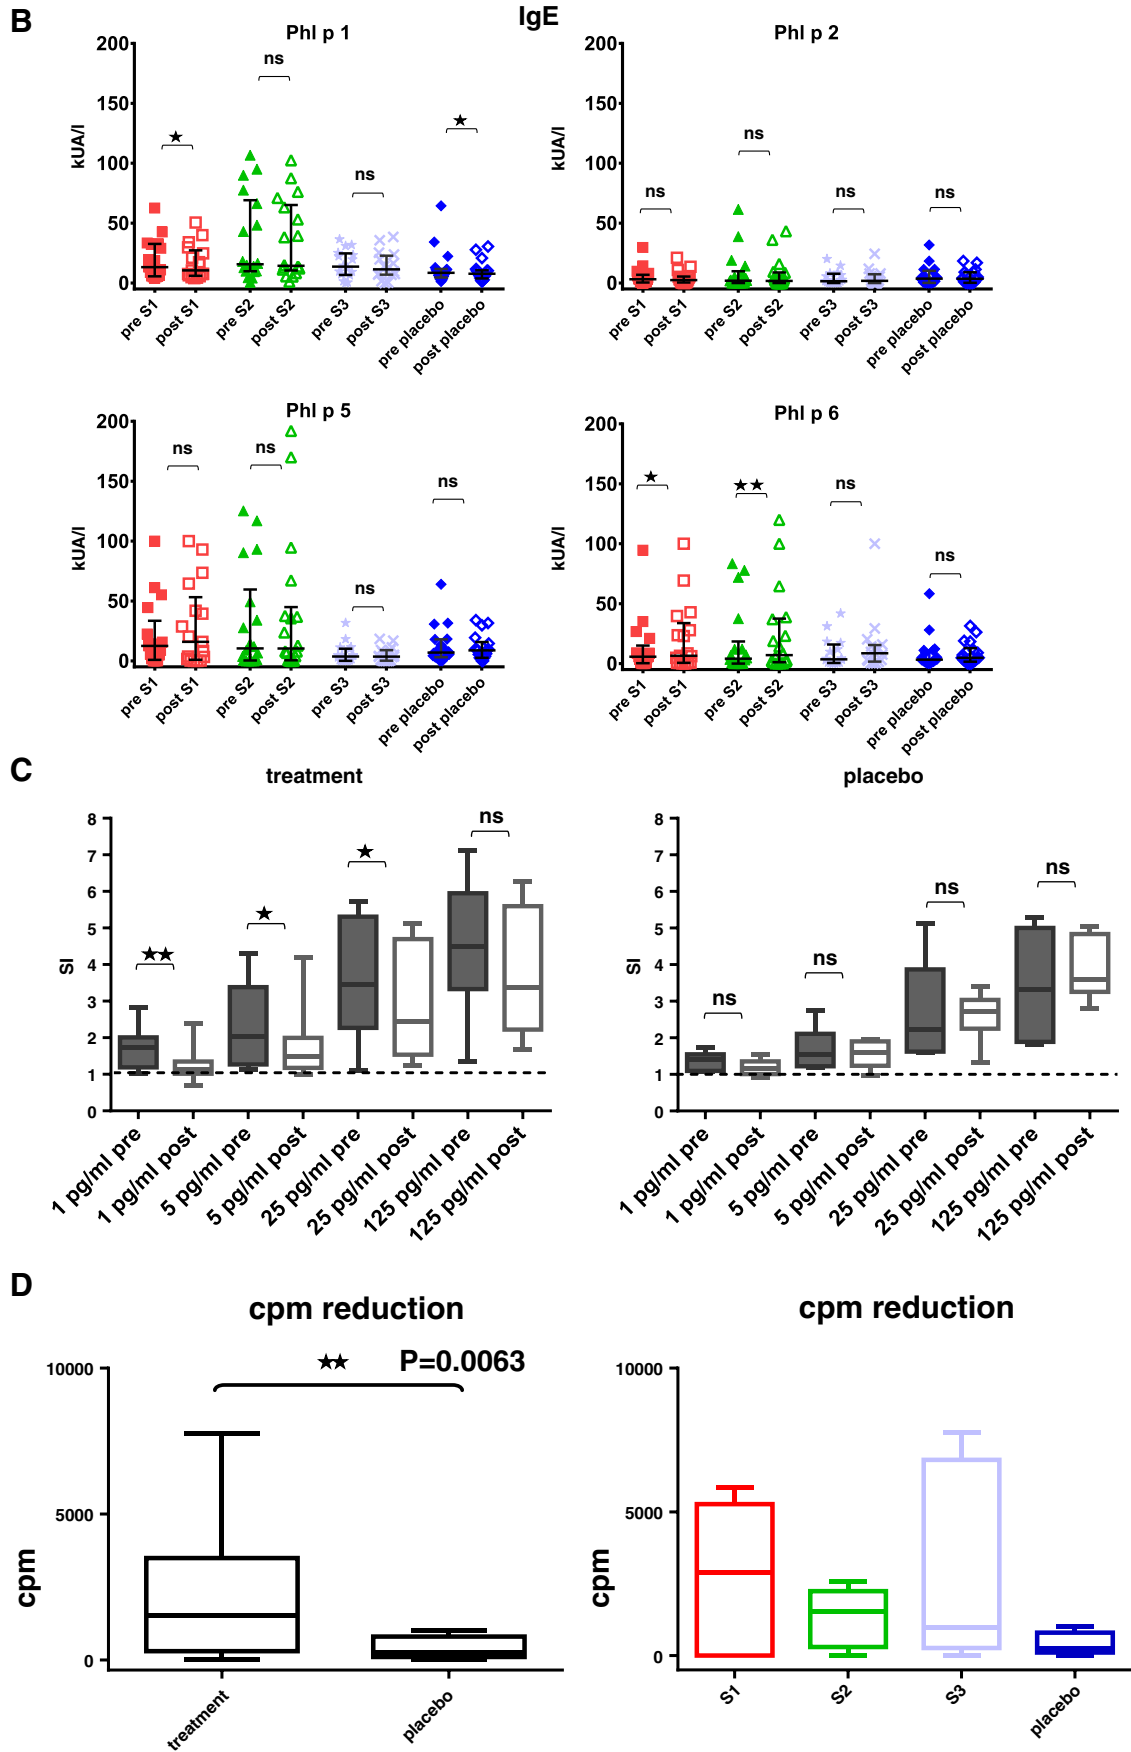 B
IgE
Phl p 1
200
150
100
50
0
kUA/l
★
ns
ns
★
pre S1
post S1
pre S2
post S2
pre S3
post S3
pre placebo
post placebo
Phl p 2
200
150
100
50
0
kUA/l
ns
ns
ns
ns
pre S1
post S1
pre S2
post S2
pre S3
post S3
pre placebo
post placebo
Phl p 5
200
150
100
50
0
kUA/l
ns
ns
ns
ns
pre S1
post S1
pre S2
post S2
pre S3
post S3
pre placebo
post placebo
Phl p 6
200
150
100
50
0
kUA/l
★
★★
ns
ns
pre S1
post S1
pre S2
post S2
pre S3
post S3
pre placebo
post placebo
C
treatment
8
7
6
5
4
3
2
1
0
SI
★★
★
★
ns
1 pg/ml pre
1 pg/ml post
5 pg/ml pre
5 pg/ml post
25 pg/ml pre
25 pg/ml post
125 pg/ml pre
125 pg/ml post
placebo
8
7
6
5
4
3
2
1
0
SI
ns
ns
ns
ns
1 pg/ml pre
1 pg/ml post
5 pg/ml pre
5 pg/ml post
25 pg/ml pre
25 pg/ml post
125 pg/ml pre
125 pg/ml post
D
cpm reduction
★★ P=0.0063
10000
5000
0
cpm
treatment
placebo
cpm reduction
10000
5000
0
cpm
S1
S2
S3
placebo